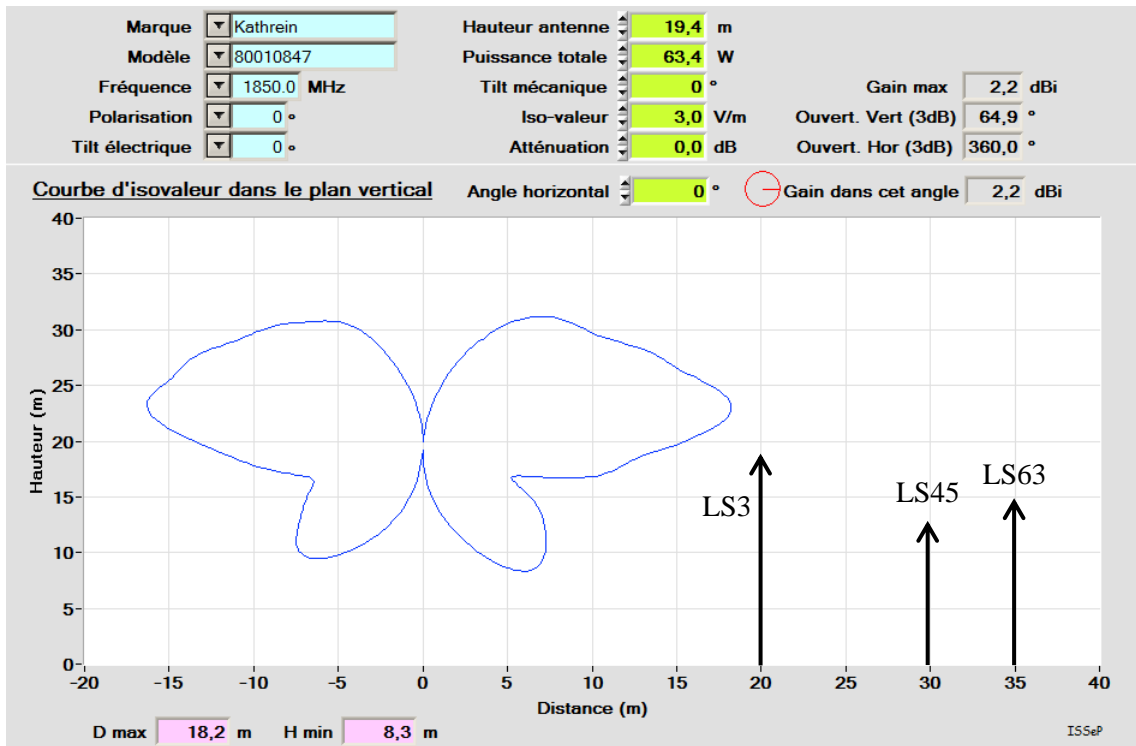 Marque Kathrein Hauteur antenne 19,4 m
Modèle 80010847 Puissance totale 63,4 W
Fréquence 1850.0 MHz Tilt mécanique 0 ° Gain max 2,2 dBi
Polarisation 0 ° Iso-valeur 3,0 V/m Ouvert. Vert (3dB) 64,9 °
Tilt électrique 0 ° Atténuation 0,0 dB Ouvert. Hor (3dB) 360,0 °
Courbe d'isovaleur dans le plan vertical Angle horizontal 0 ° Gain dans cet angle 2,2 dBi
40
35
30
25
20
15
10
5
0
Hauteur (m)
LS3
LS45
LS63
-20 -15 -10 -5 0 5 10 15 20 25 30 35 40
Distance (m)
D max 18,2 m H min 8,3 m
ISSeP